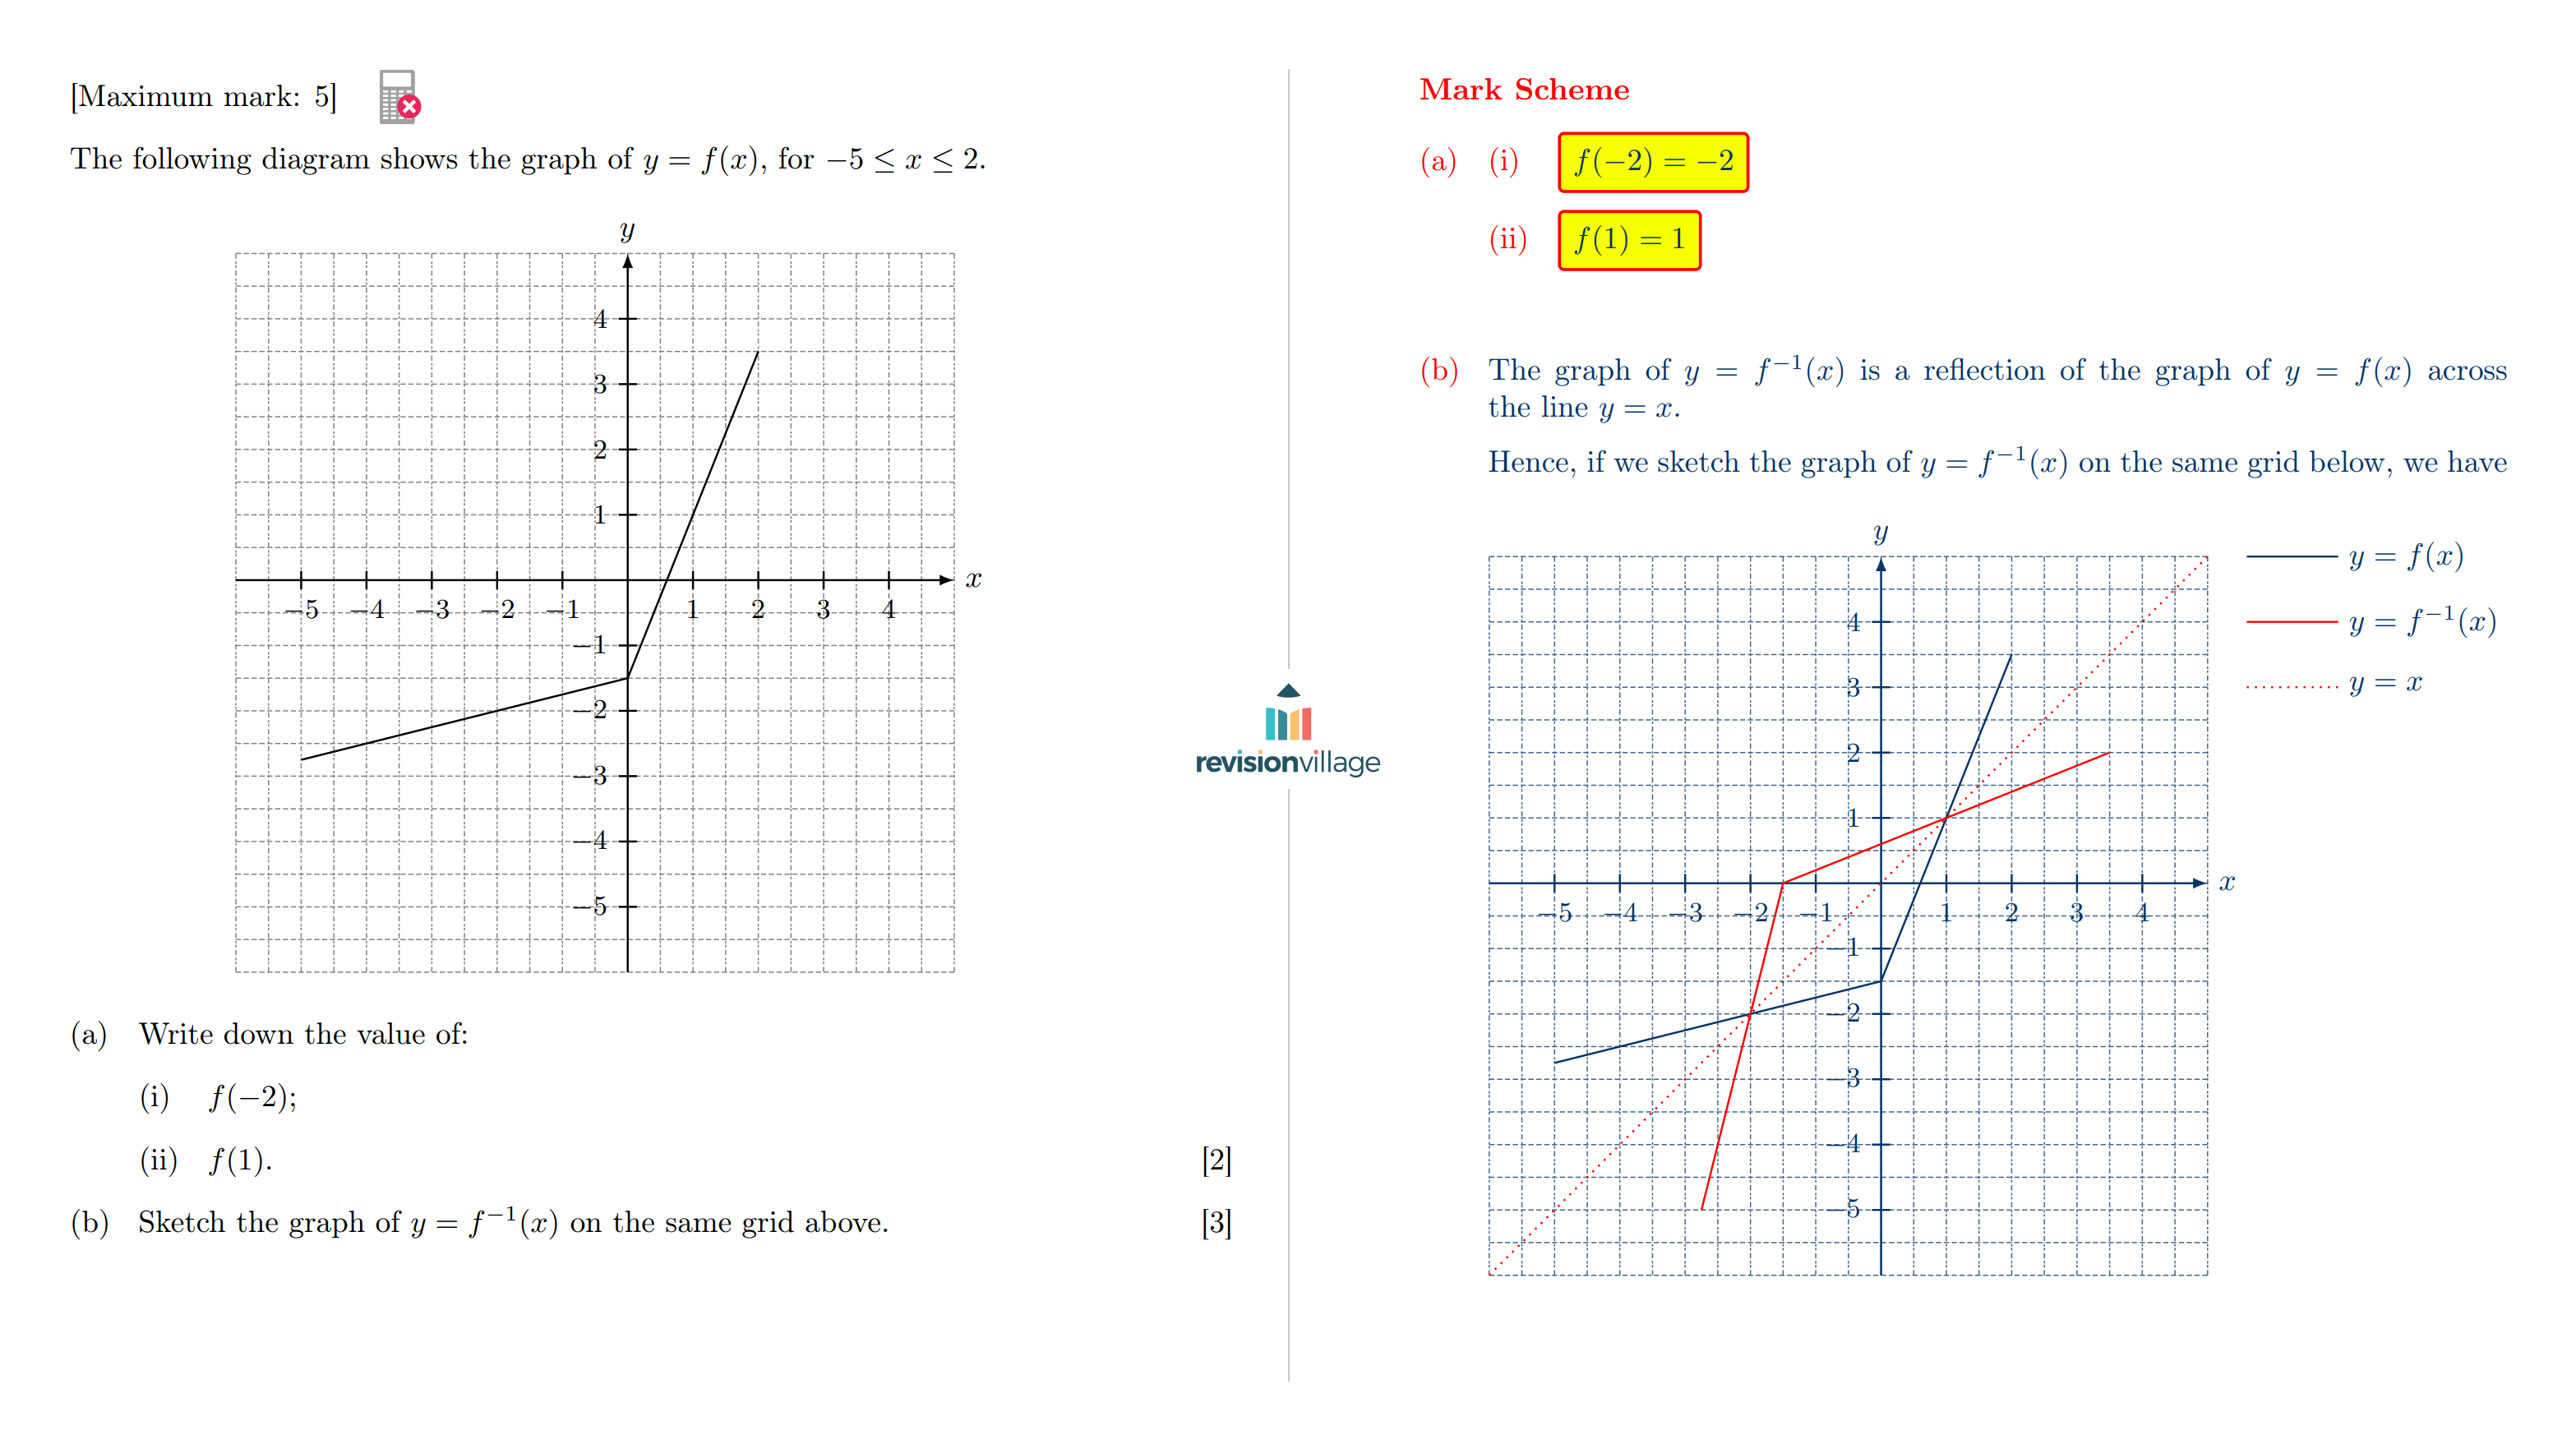 [Maximum mark: 5]
The following diagram shows the graph of y = f(x), for −5 ≤ x ≤ 2.
y
4
3
2
1
x
−5 −4 −3 −2 −1 1 2 3 4
−1
−2
−3
−4
−5
(a) Write down the value of:
(i) f(−2);
(ii) f(1). [2]
(b) Sketch the graph of y = f⁻¹(x) on the same grid above. [3]
revisionvillage
Mark Scheme
(a) (i) f(−2) = −2
(ii) f(1) = 1
(b) The graph of y = f⁻¹(x) is a reflection of the graph of y = f(x) across
the line y = x.
Hence, if we sketch the graph of y = f⁻¹(x) on the same grid below, we have
y
4
3
2
1
x
−5 −4 −3 −2 −1 1 2 3 4
−1
−2
−3
−4
−5
y = f(x)
y = f⁻¹(x)
y = x